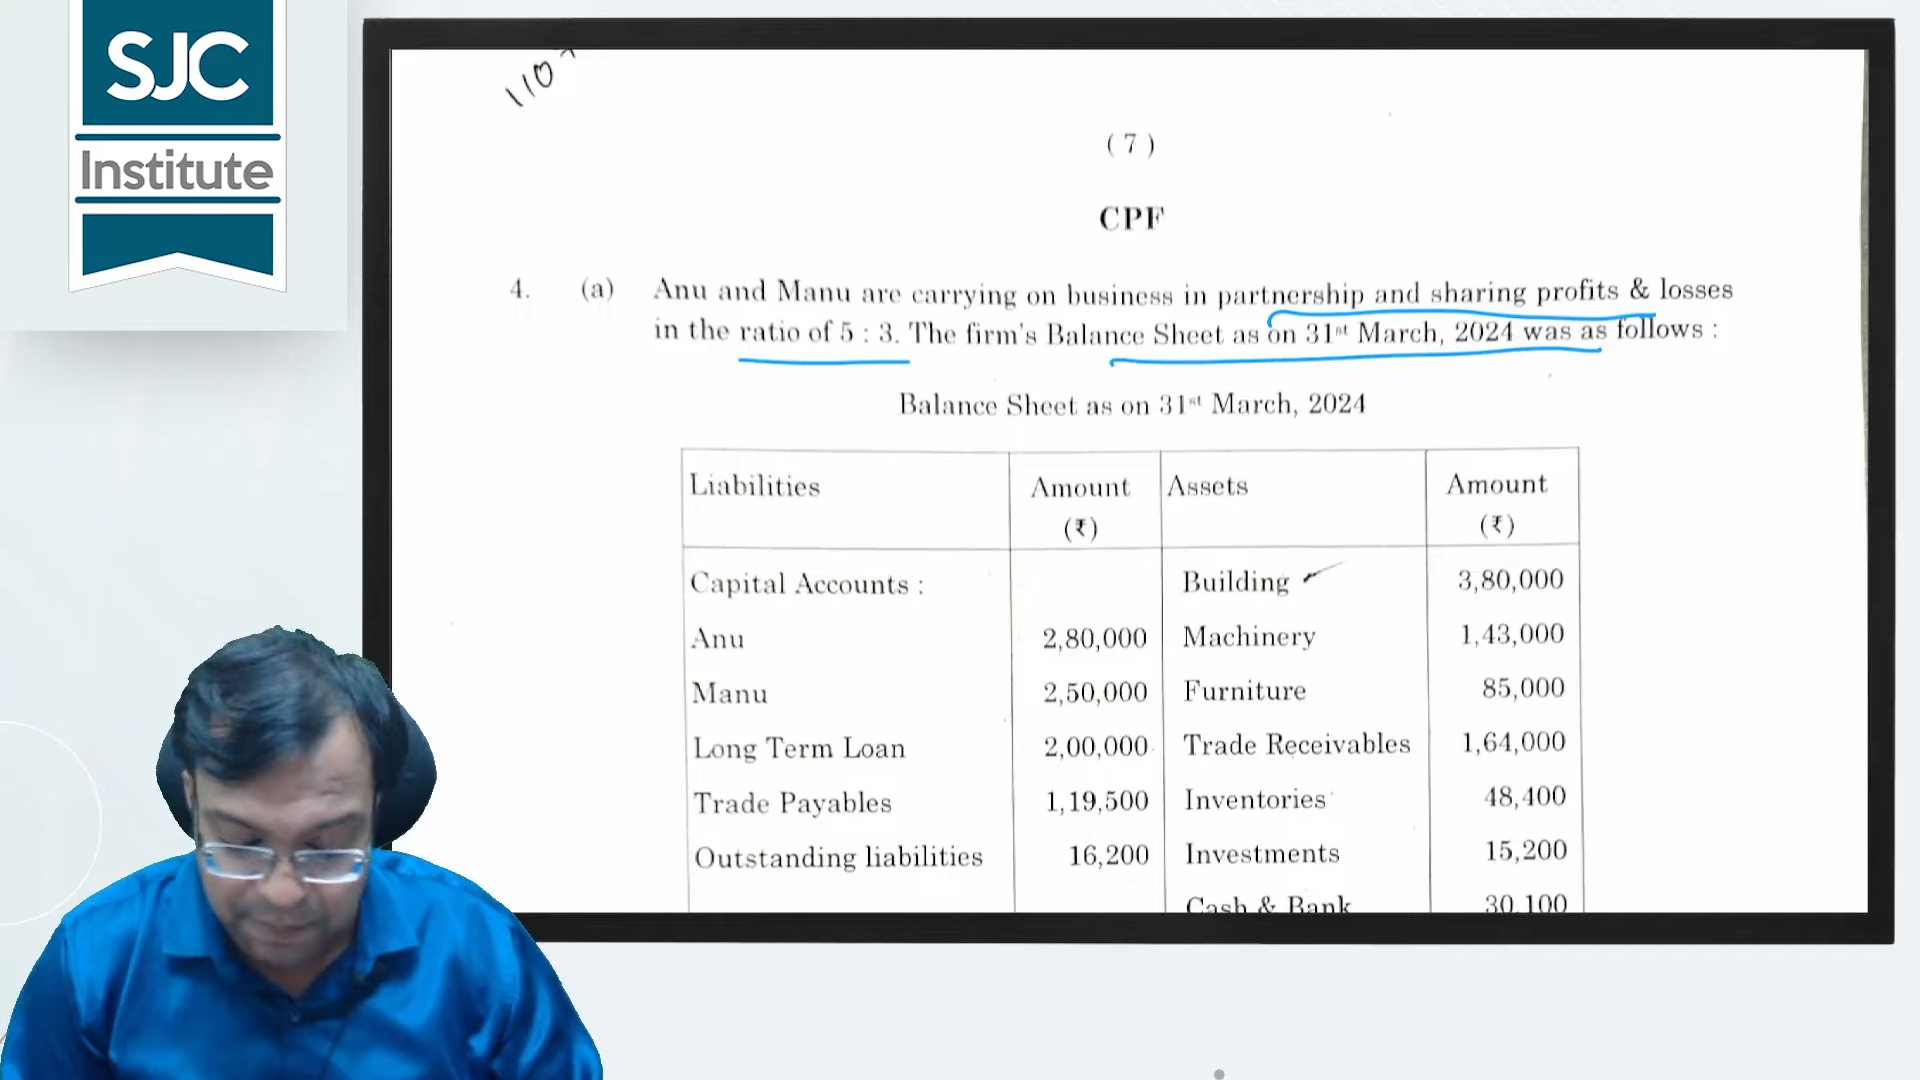 SJC
Institute
110
( 7 )
CPF
4. (a) Anu and Manu are carrying on business in partnership and sharing profits & losses
in the ratio of 5 : 3. The firm's Balance Sheet as on 31st March, 2024 was as follows :
Balance Sheet as on 31st March, 2024
Liabilities Amount (₹) Assets Amount (₹)
Capital Accounts : Building 3,80,000
Anu 2,80,000 Machinery 1,43,000
Manu 2,50,000 Furniture 85,000
Long Term Loan 2,00,000 Trade Receivables 1,64,000
Trade Payables 1,19,500 Inventories 48,400
Outstanding liabilities 16,200 Investments 15,200
Cash & Bank 30,100